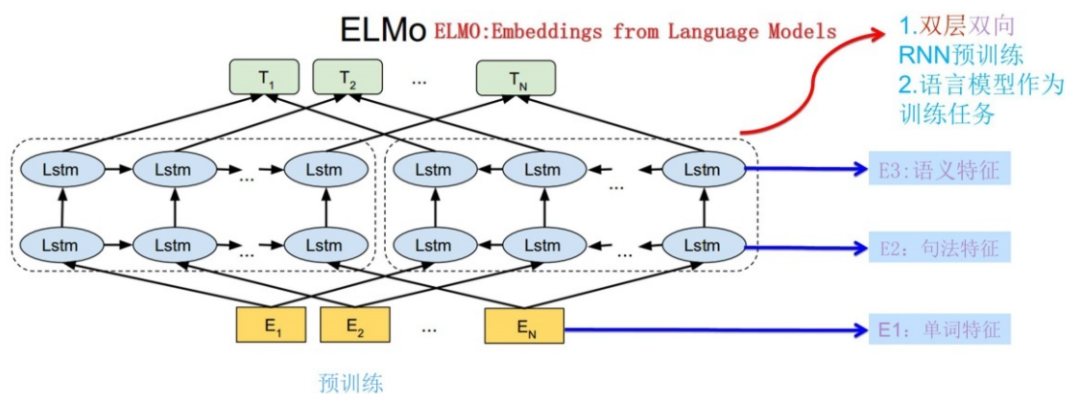 ELMo ELMO:Embeddings from Language Models
1.双层双向
RNN预训练
2.语言模型作为
训练任务
T1 T2 ... TN
Lstm Lstm ... Lstm Lstm Lstm ... Lstm
E3:语义特征
Lstm Lstm ... Lstm Lstm Lstm ... Lstm
E2：句法特征
E1 E2 ... EN
E1：单词特征
预训练